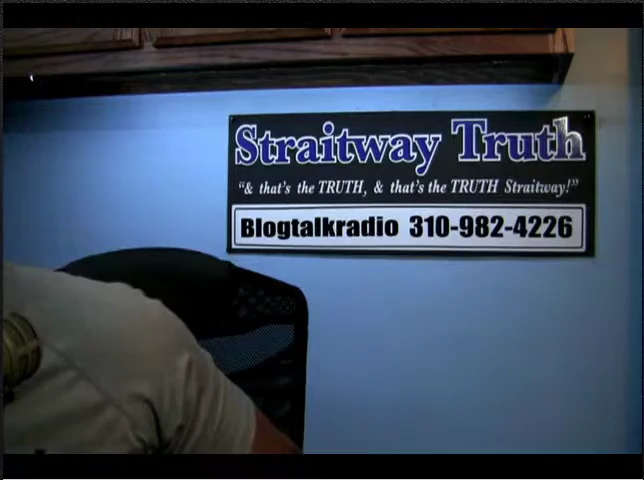 Straitway Truth
"& that's the TRUTH, & that's the TRUTH Straitway!"
Blogtalkradio 310-982-4226